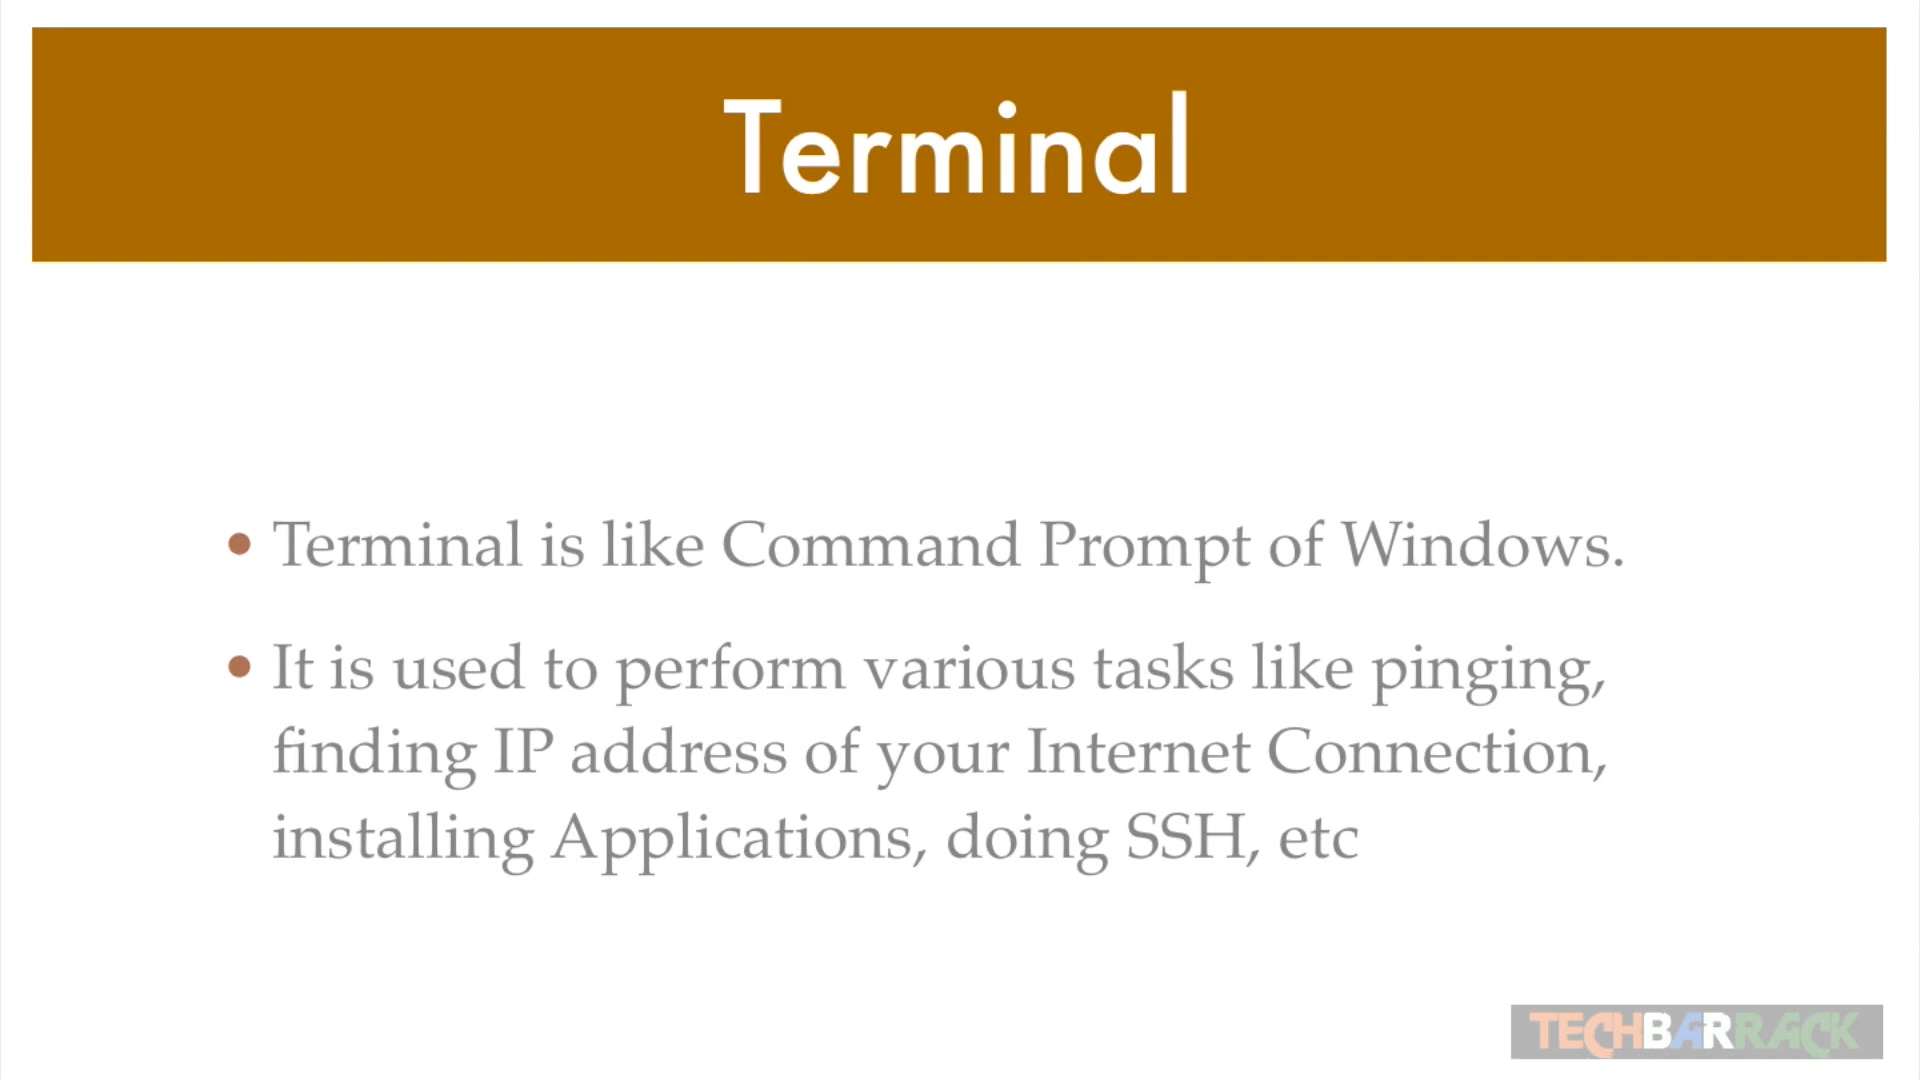 Terminal
• Terminal is like Command Prompt of Windows.
• It is used to perform various tasks like pinging,
finding IP address of your Internet Connection,
installing Applications, doing SSH, etc
TECHBARRACK